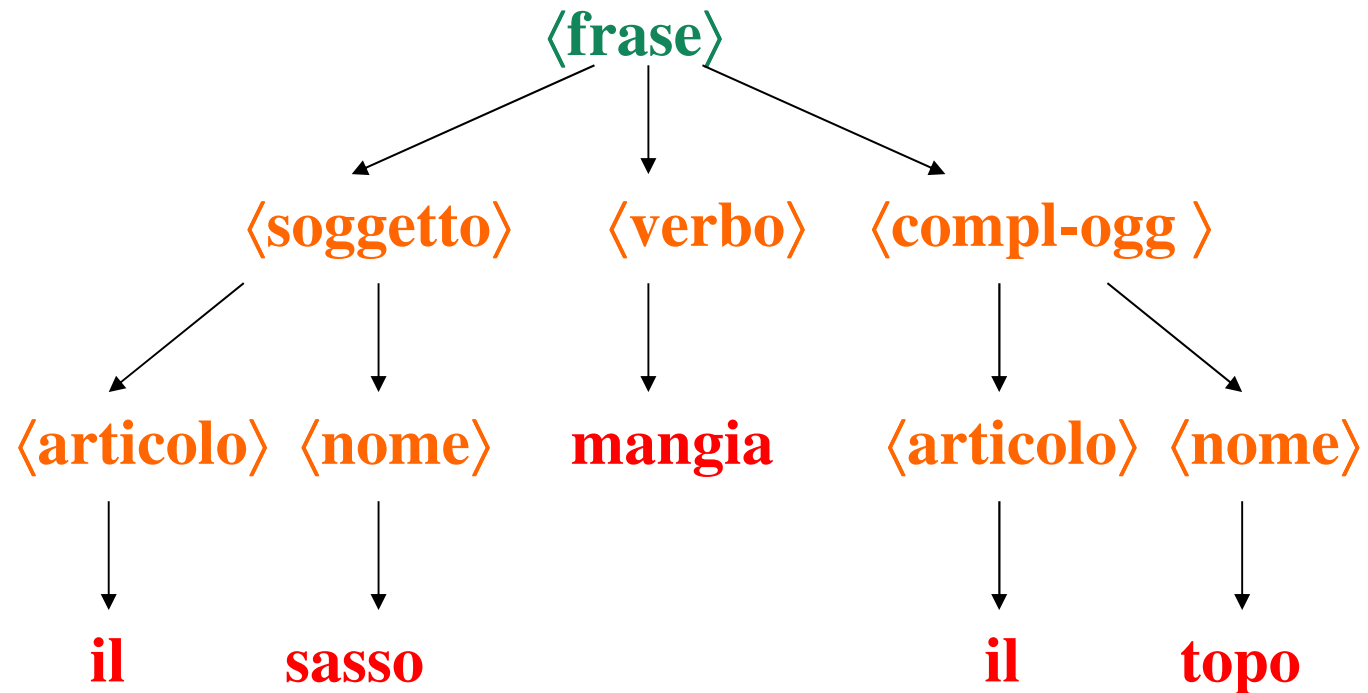 ⟨frase⟩
⟨soggetto⟩ ⟨verbo⟩ ⟨compl-ogg ⟩
⟨articolo⟩ ⟨nome⟩ mangia ⟨articolo⟩ ⟨nome⟩
il sasso il topo